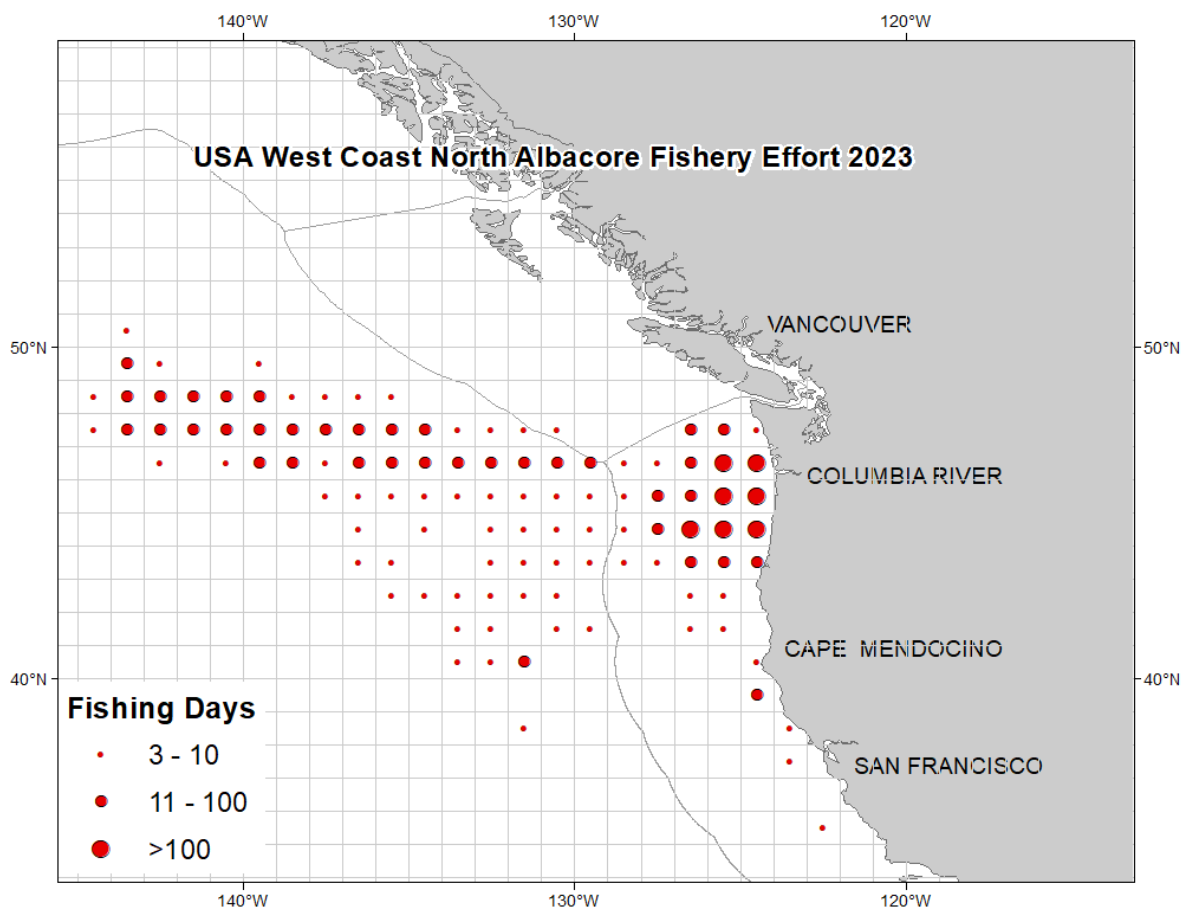 140°W 130°W 120°W
USA West Coast North Albacore Fishery Effort 2023
VANCOUVER
50°N 50°N
COLUMBIA RIVER
CAPE MENDOCINO
40°N 40°N
Fishing Days
3 - 10
SAN FRANCISCO
11 - 100
>100
140°W 130°W 120°W